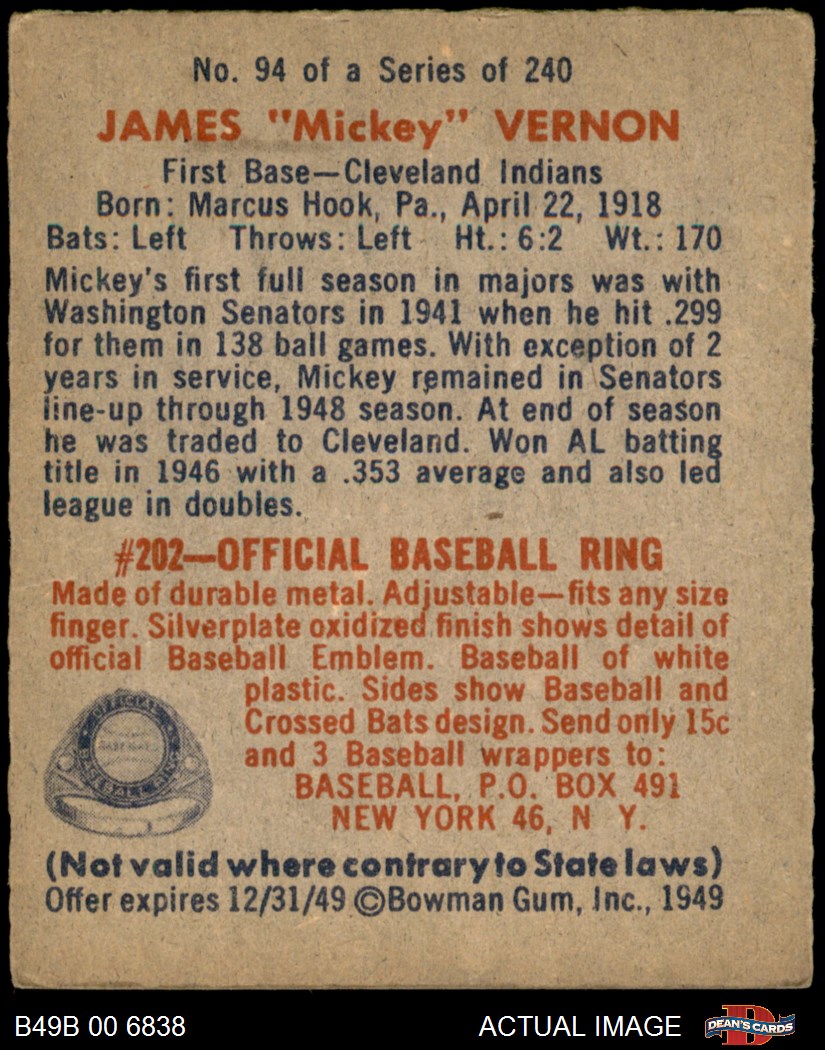 No. 94 of a Series of 240
JAMES "Mickey" VERNON
First Base—Cleveland Indians
Born: Marcus Hook, Pa., April 22, 1918
Bats: Left Throws: Left Ht.: 6:2 Wt.: 170
Mickey's first full season in majors was with
Washington Senators in 1941 when he hit .299
for them in 138 ball games. With exception of 2
years in service, Mickey remained in Senators
line-up through 1948 season. At end of season
he was traded to Cleveland. Won AL batting
title in 1946 with a .353 average and also led
league in doubles.
#202—OFFICIAL BASEBALL RING
Made of durable metal. Adjustable—fits any size
finger. Silverplate oxidized finish shows detail of
official Baseball Emblem. Baseball of white
plastic. Sides show Baseball and
Crossed Bats design. Send only 15c
and 3 Baseball wrappers to:
BASEBALL, P.O. BOX 491
NEW YORK 46, N Y.
OFFICIAL
BASEBALL RING
(Not valid where contrary to State laws)
Offer expires 12/31/49 ©Bowman Gum, Inc., 1949
B49B 00 6838
ACTUAL IMAGE
D
DEAN'S CARDS